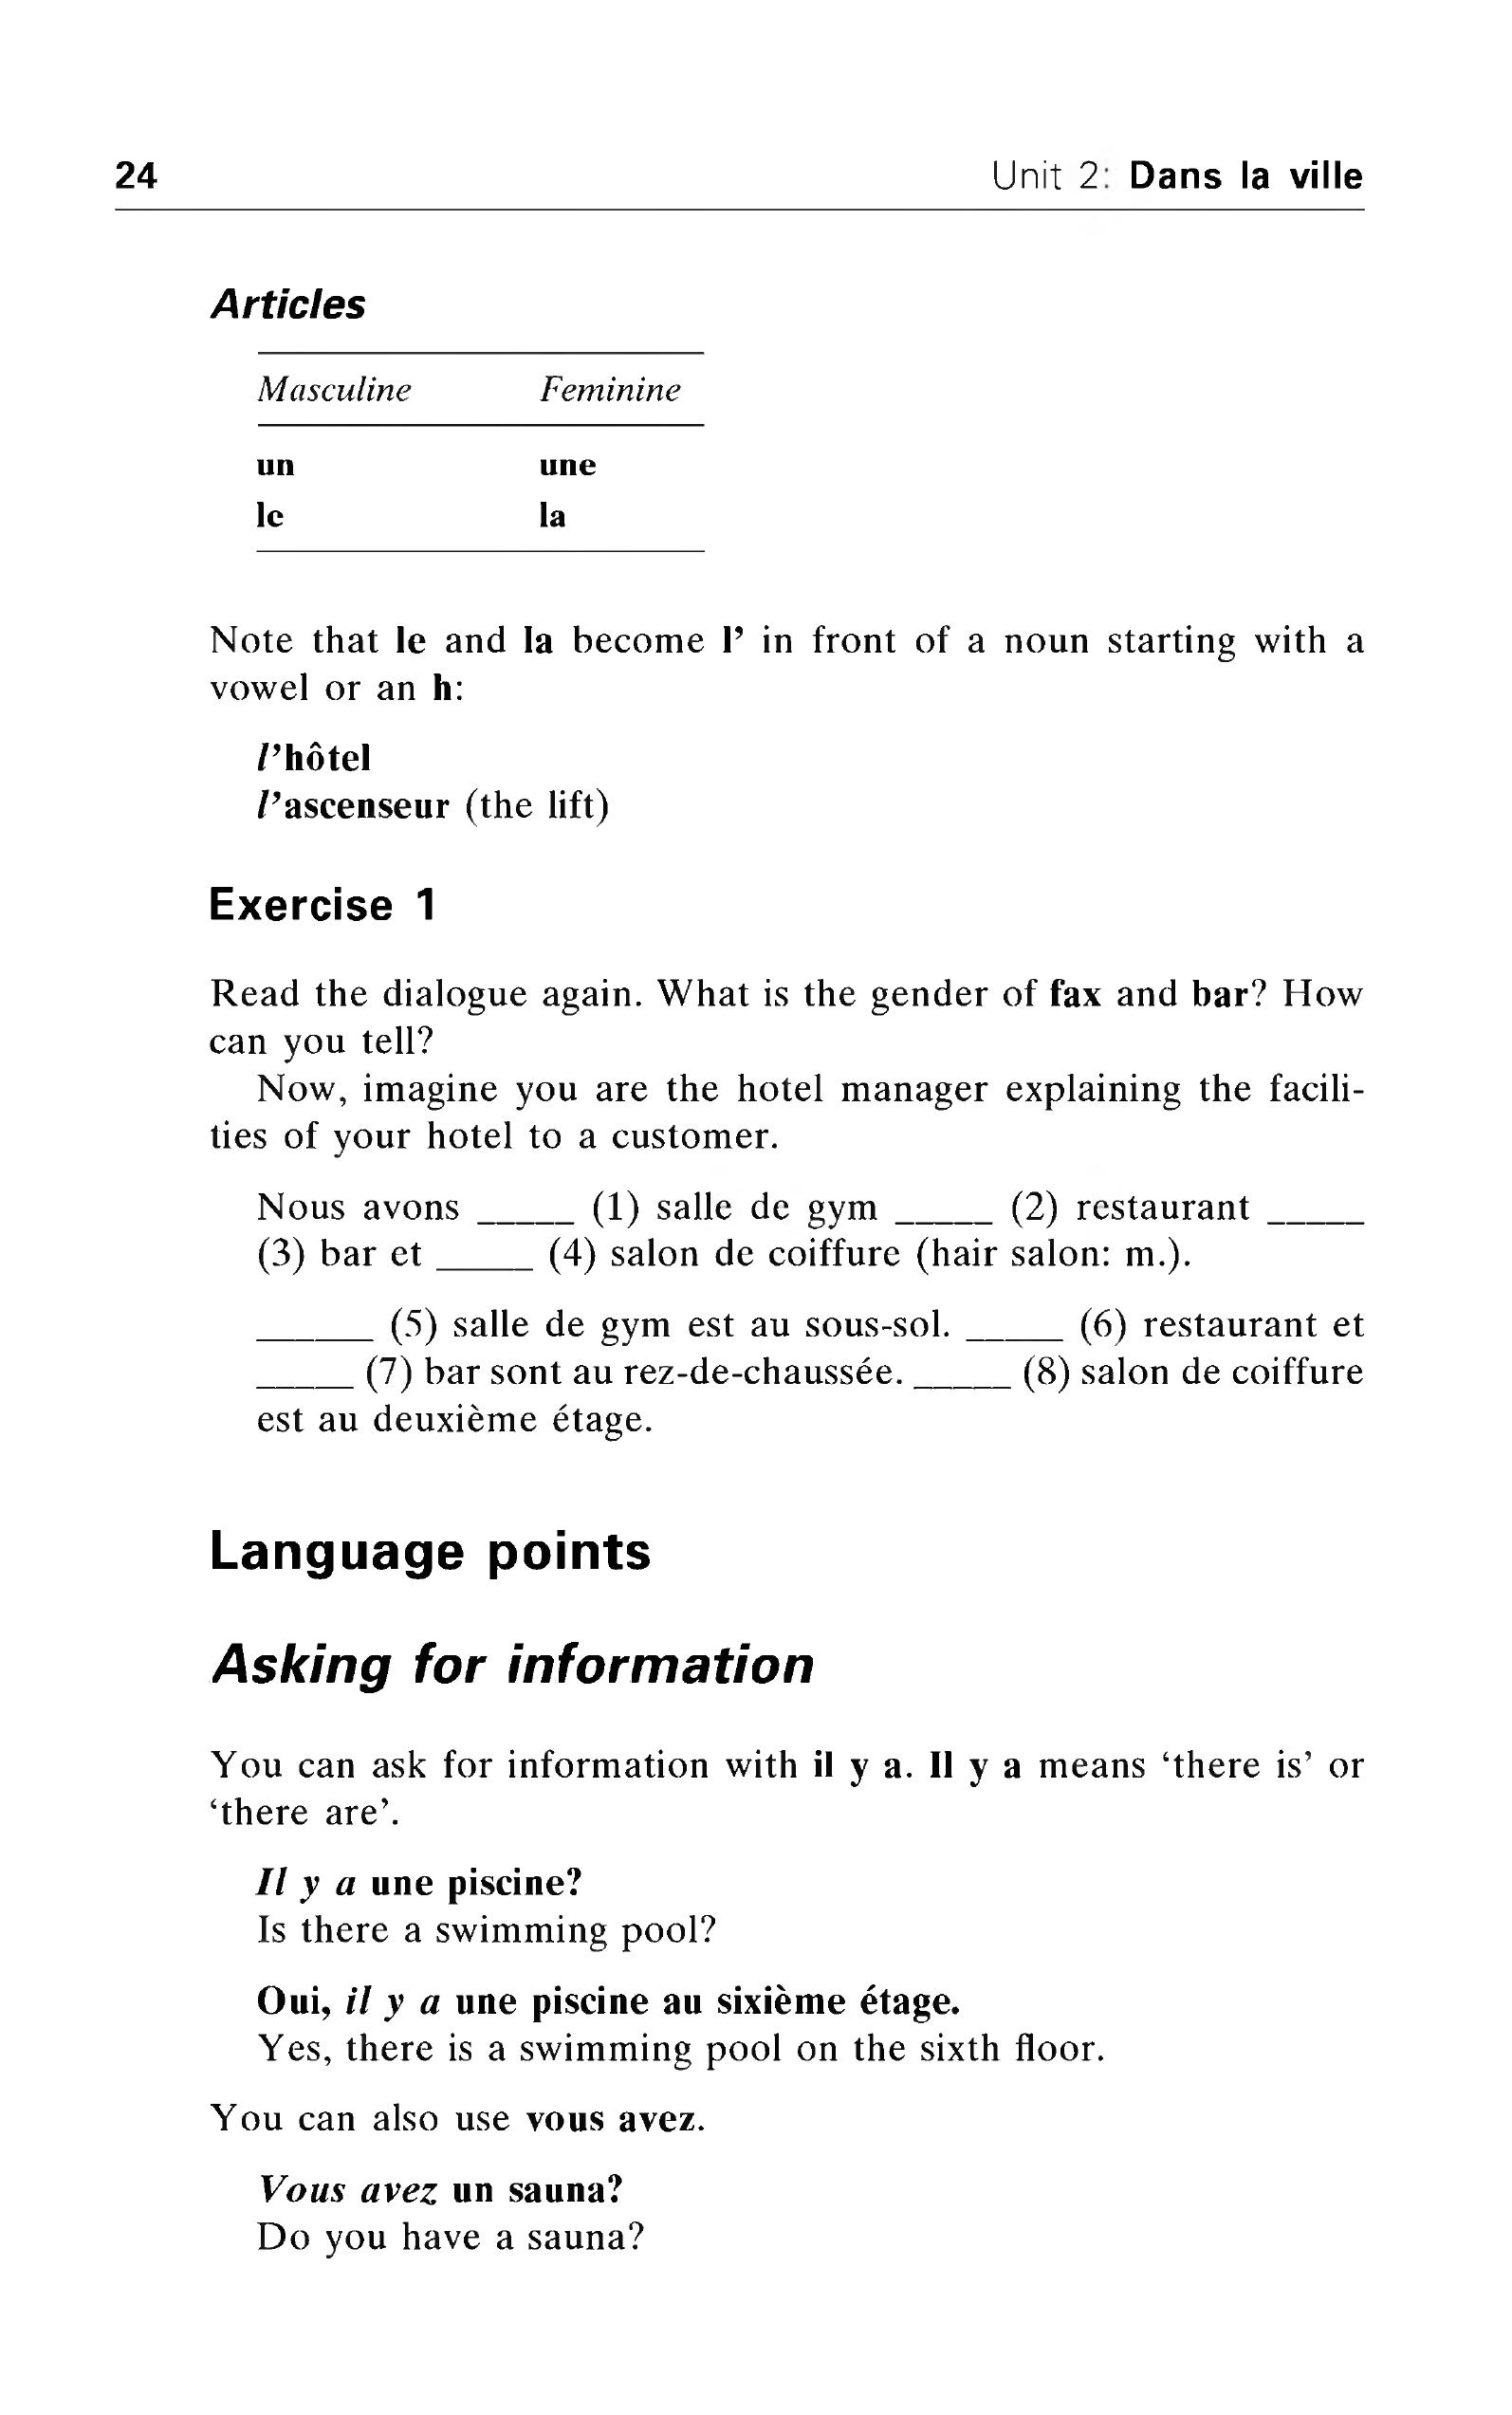 24
Unit 2: Dans la ville
Articles
Masculine Feminine
un une
le la
Note that le and la become l’ in front of a noun starting with a
vowel or an h:
l’hôtel
l’ascenseur (the lift)
Exercise 1
Read the dialogue again. What is the gender of fax and bar? How
can you tell?
Now, imagine you are the hotel manager explaining the facili-
ties of your hotel to a customer.
Nous avons _____ (1) salle de gym _____ (2) restaurant _____
(3) bar et _____ (4) salon de coiffure (hair salon: m.).
______ (5) salle de gym est au sous-sol. _____ (6) restaurant et
_____ (7) bar sont au rez-de-chaussée. _____ (8) salon de coiffure
est au deuxième étage.
Language points
Asking for information
You can ask for information with il y a. Il y a means ‘there is’ or
‘there are’.
Il y a une piscine?
Is there a swimming pool?
Oui, il y a une piscine au sixième étage.
Yes, there is a swimming pool on the sixth floor.
You can also use vous avez.
Vous avez un sauna?
Do you have a sauna?